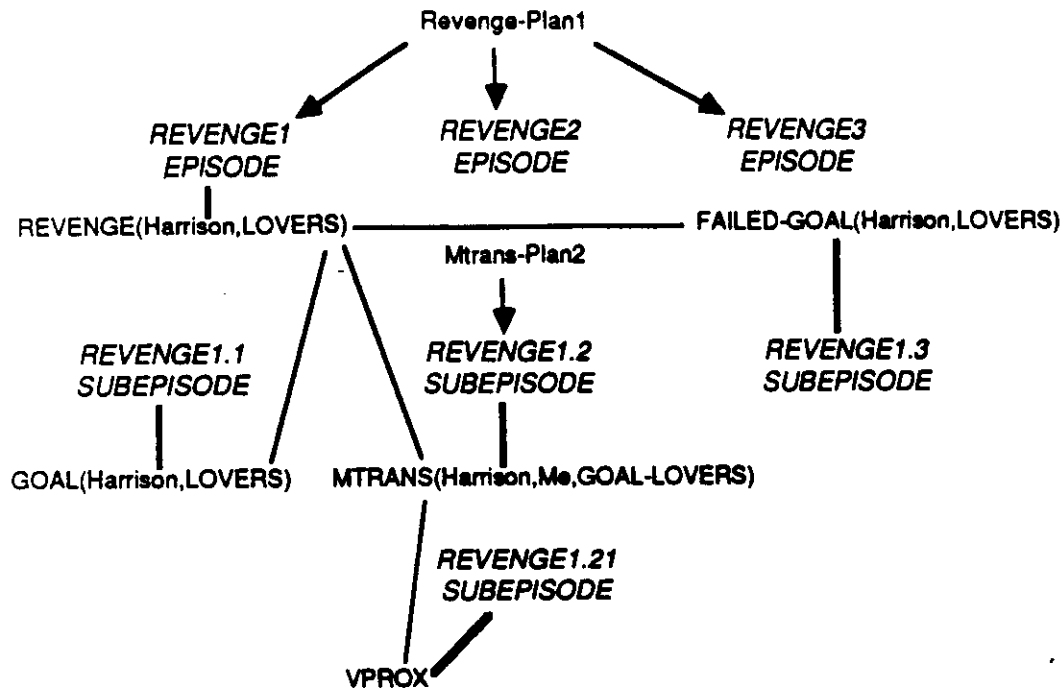 Revenge-Plan1
REVENGE1
EPISODE
REVENGE2
EPISODE
REVENGE3
EPISODE
REVENGE(Harrison,LOVERS)
FAILED-GOAL(Harrison,LOVERS)
Mtrans-Plan2
REVENGE1.1
SUBEPISODE
REVENGE1.2
SUBEPISODE
REVENGE1.3
SUBEPISODE
GOAL(Harrison,LOVERS)
MTRANS(Harrison,Me,GOAL-LOVERS)
REVENGE1.21
SUBEPISODE
VPROX